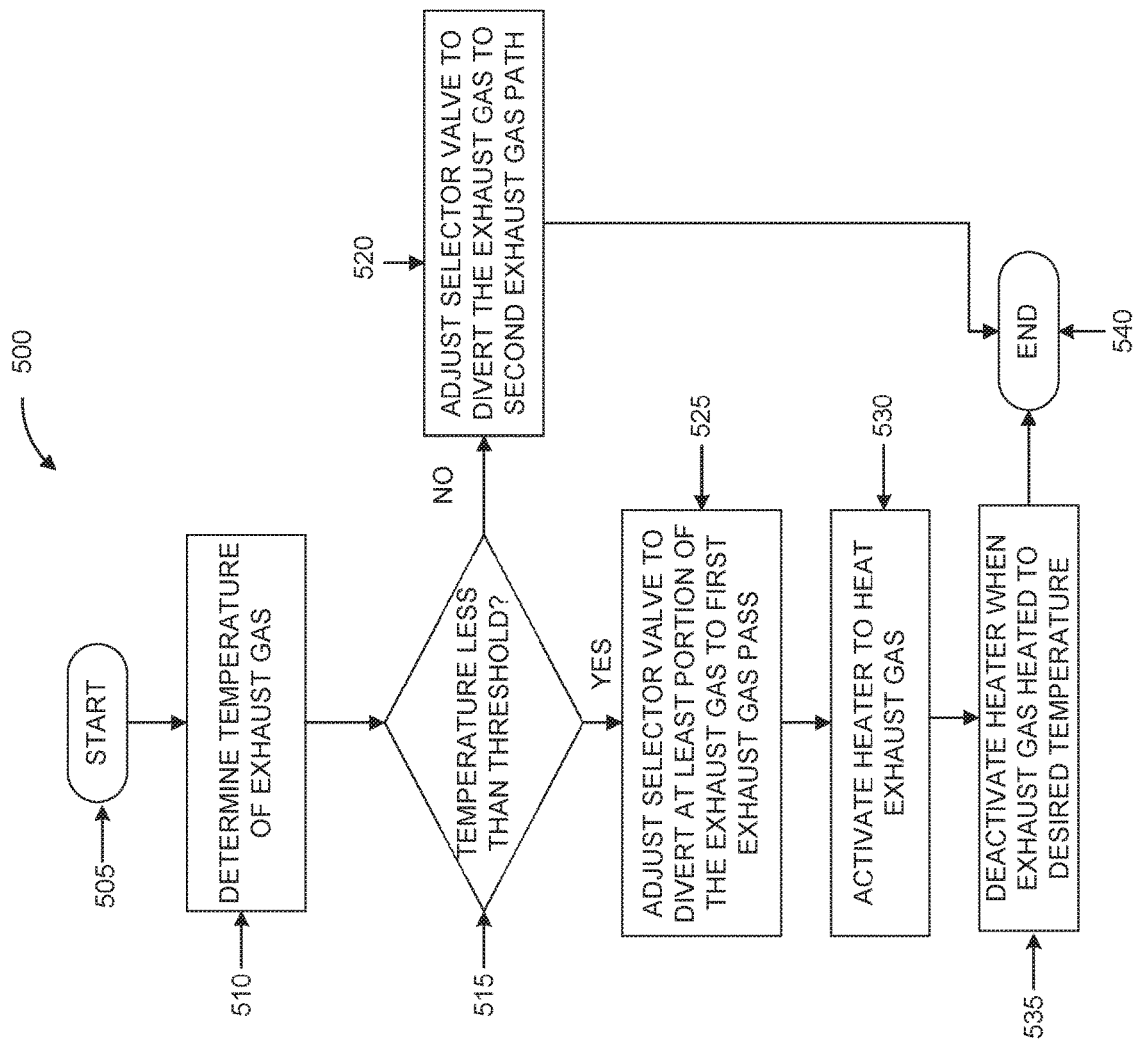 500
START
505
DETERMINE TEMPERATURE
OF EXHAUST GAS
510
TEMPERATURE LESS
THAN THRESHOLD?
515
NO
520
ADJUST SELECTOR VALVE TO
DIVERT THE EXHAUST GAS TO
SECOND EXHAUST GAS PATH
YES
ADJUST SELECTOR VALVE TO
DIVERT AT LEAST PORTION OF
THE EXHAUST GAS TO FIRST
EXHAUST GAS PASS
525
ACTIVATE HEATER TO HEAT
EXHAUST GAS
530
DEACTIVATE HEATER WHEN
EXHAUST GAS HEATED TO
DESIRED TEMPERATURE
535
END
540